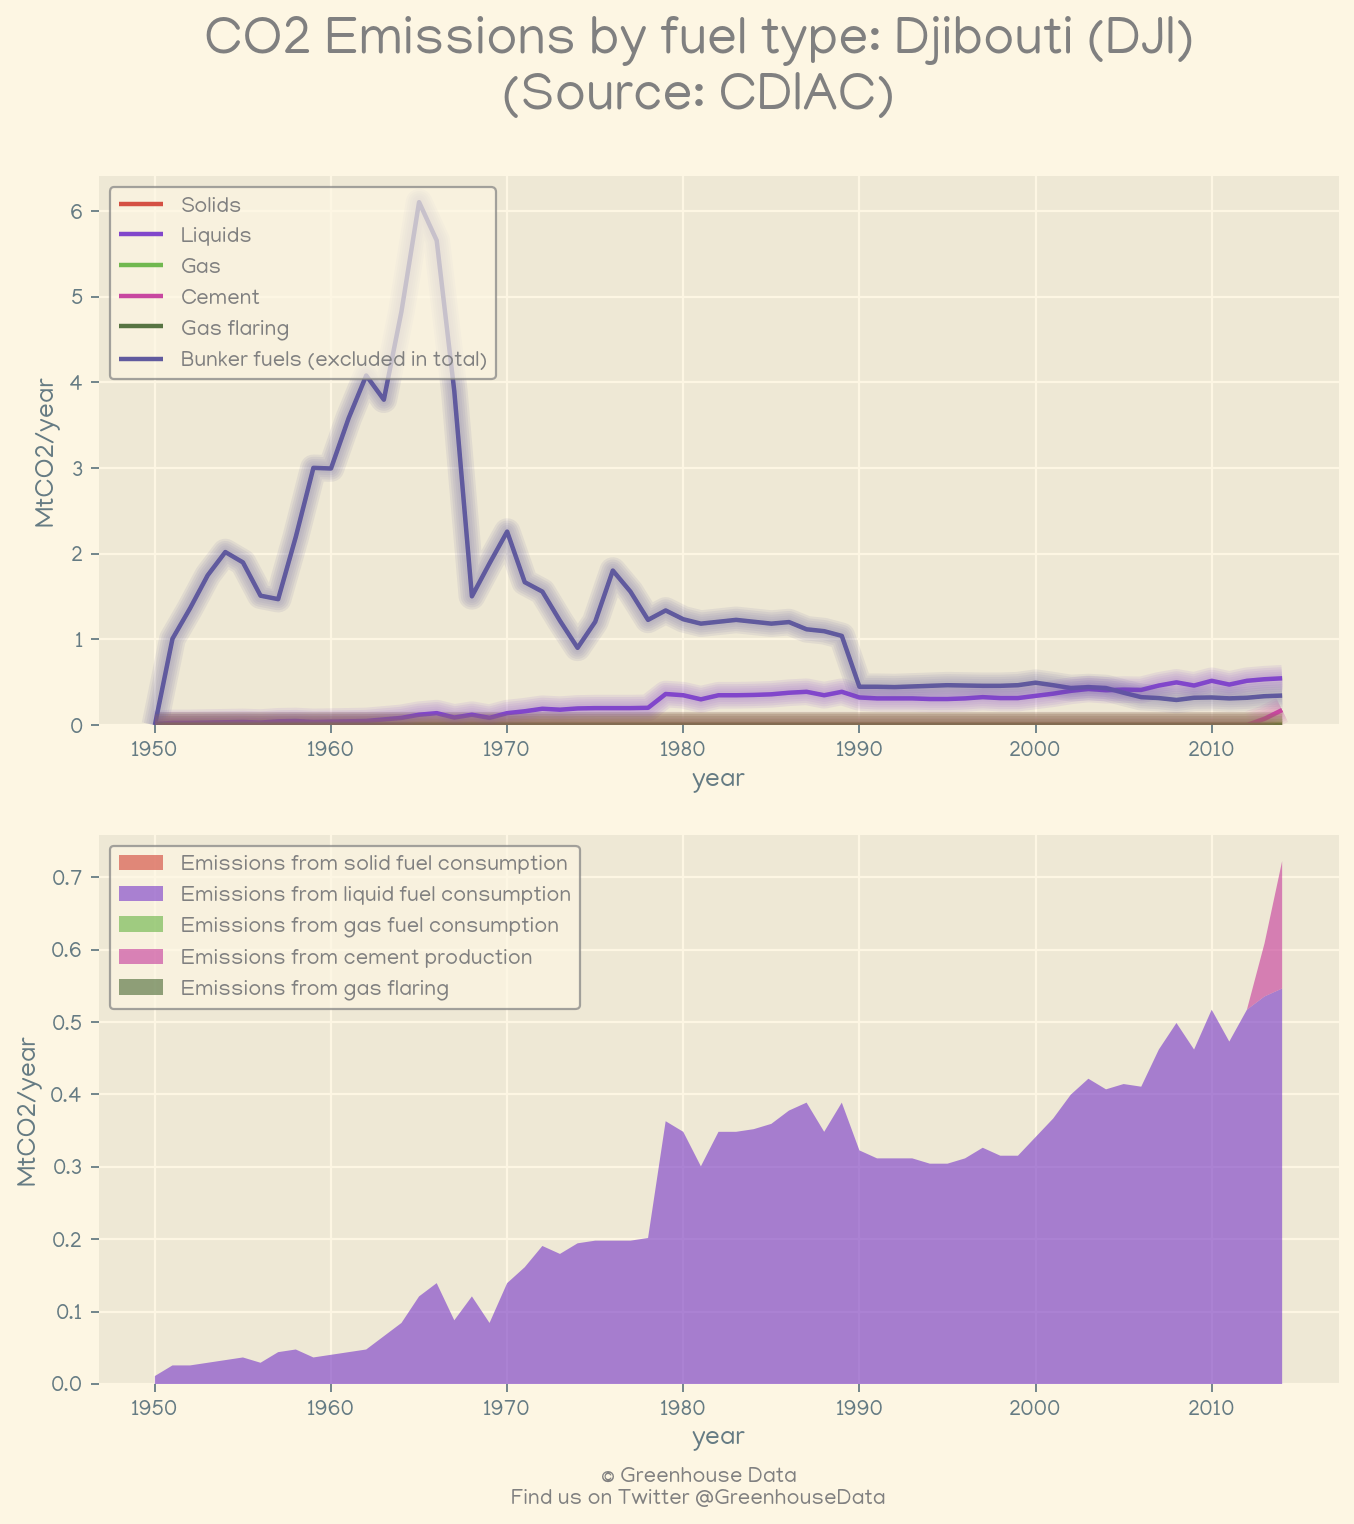 CO2 Emissions by fuel type: Djibouti (DJI)
(Source: CDIAC)
Solids
Liquids
Gas
Cement
Gas flaring
Bunker fuels (excluded in total)
6
5
4
3
2
1
0
MtCO2/year
1950 1960 1970 1980 1990 2000 2010
year
Emissions from solid fuel consumption
Emissions from liquid fuel consumption
Emissions from gas fuel consumption
Emissions from cement production
Emissions from gas flaring
0.7
0.6
0.5
0.4
0.3
0.2
0.1
0.0
MtCO2/year
1950 1960 1970 1980 1990 2000 2010
year
© Greenhouse Data
Find us on Twitter @GreenhouseData